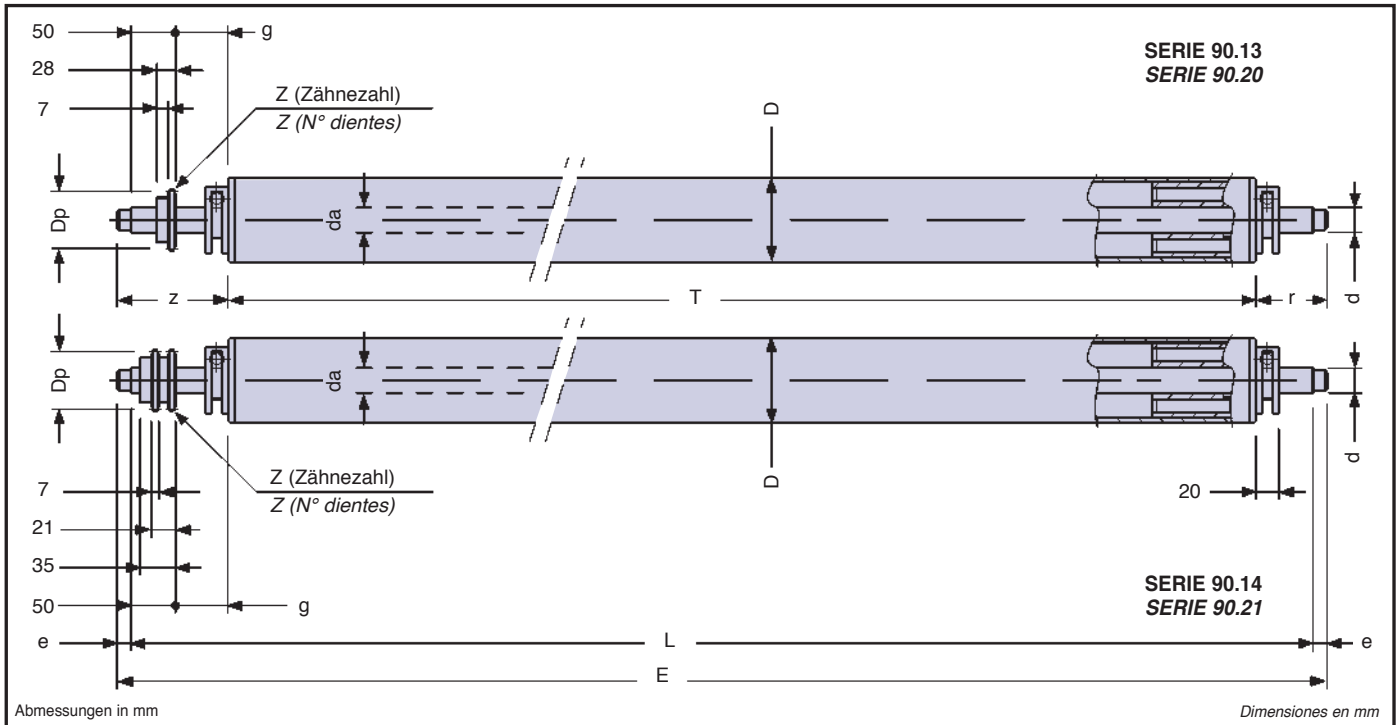 50
g
SERIE 90.13
SERIE 90.20
28
7
Z (Zähnezahl)
Z (N° dientes)
D
Dp
da
d
z
T
r
Dp
da
D
d
Z (Zähnezahl)
Z (N° dientes)
7
20
21
35
SERIE 90.14
SERIE 90.21
50
g
e
L
e
E
Abmessungen in mm
Dimensiones en mm